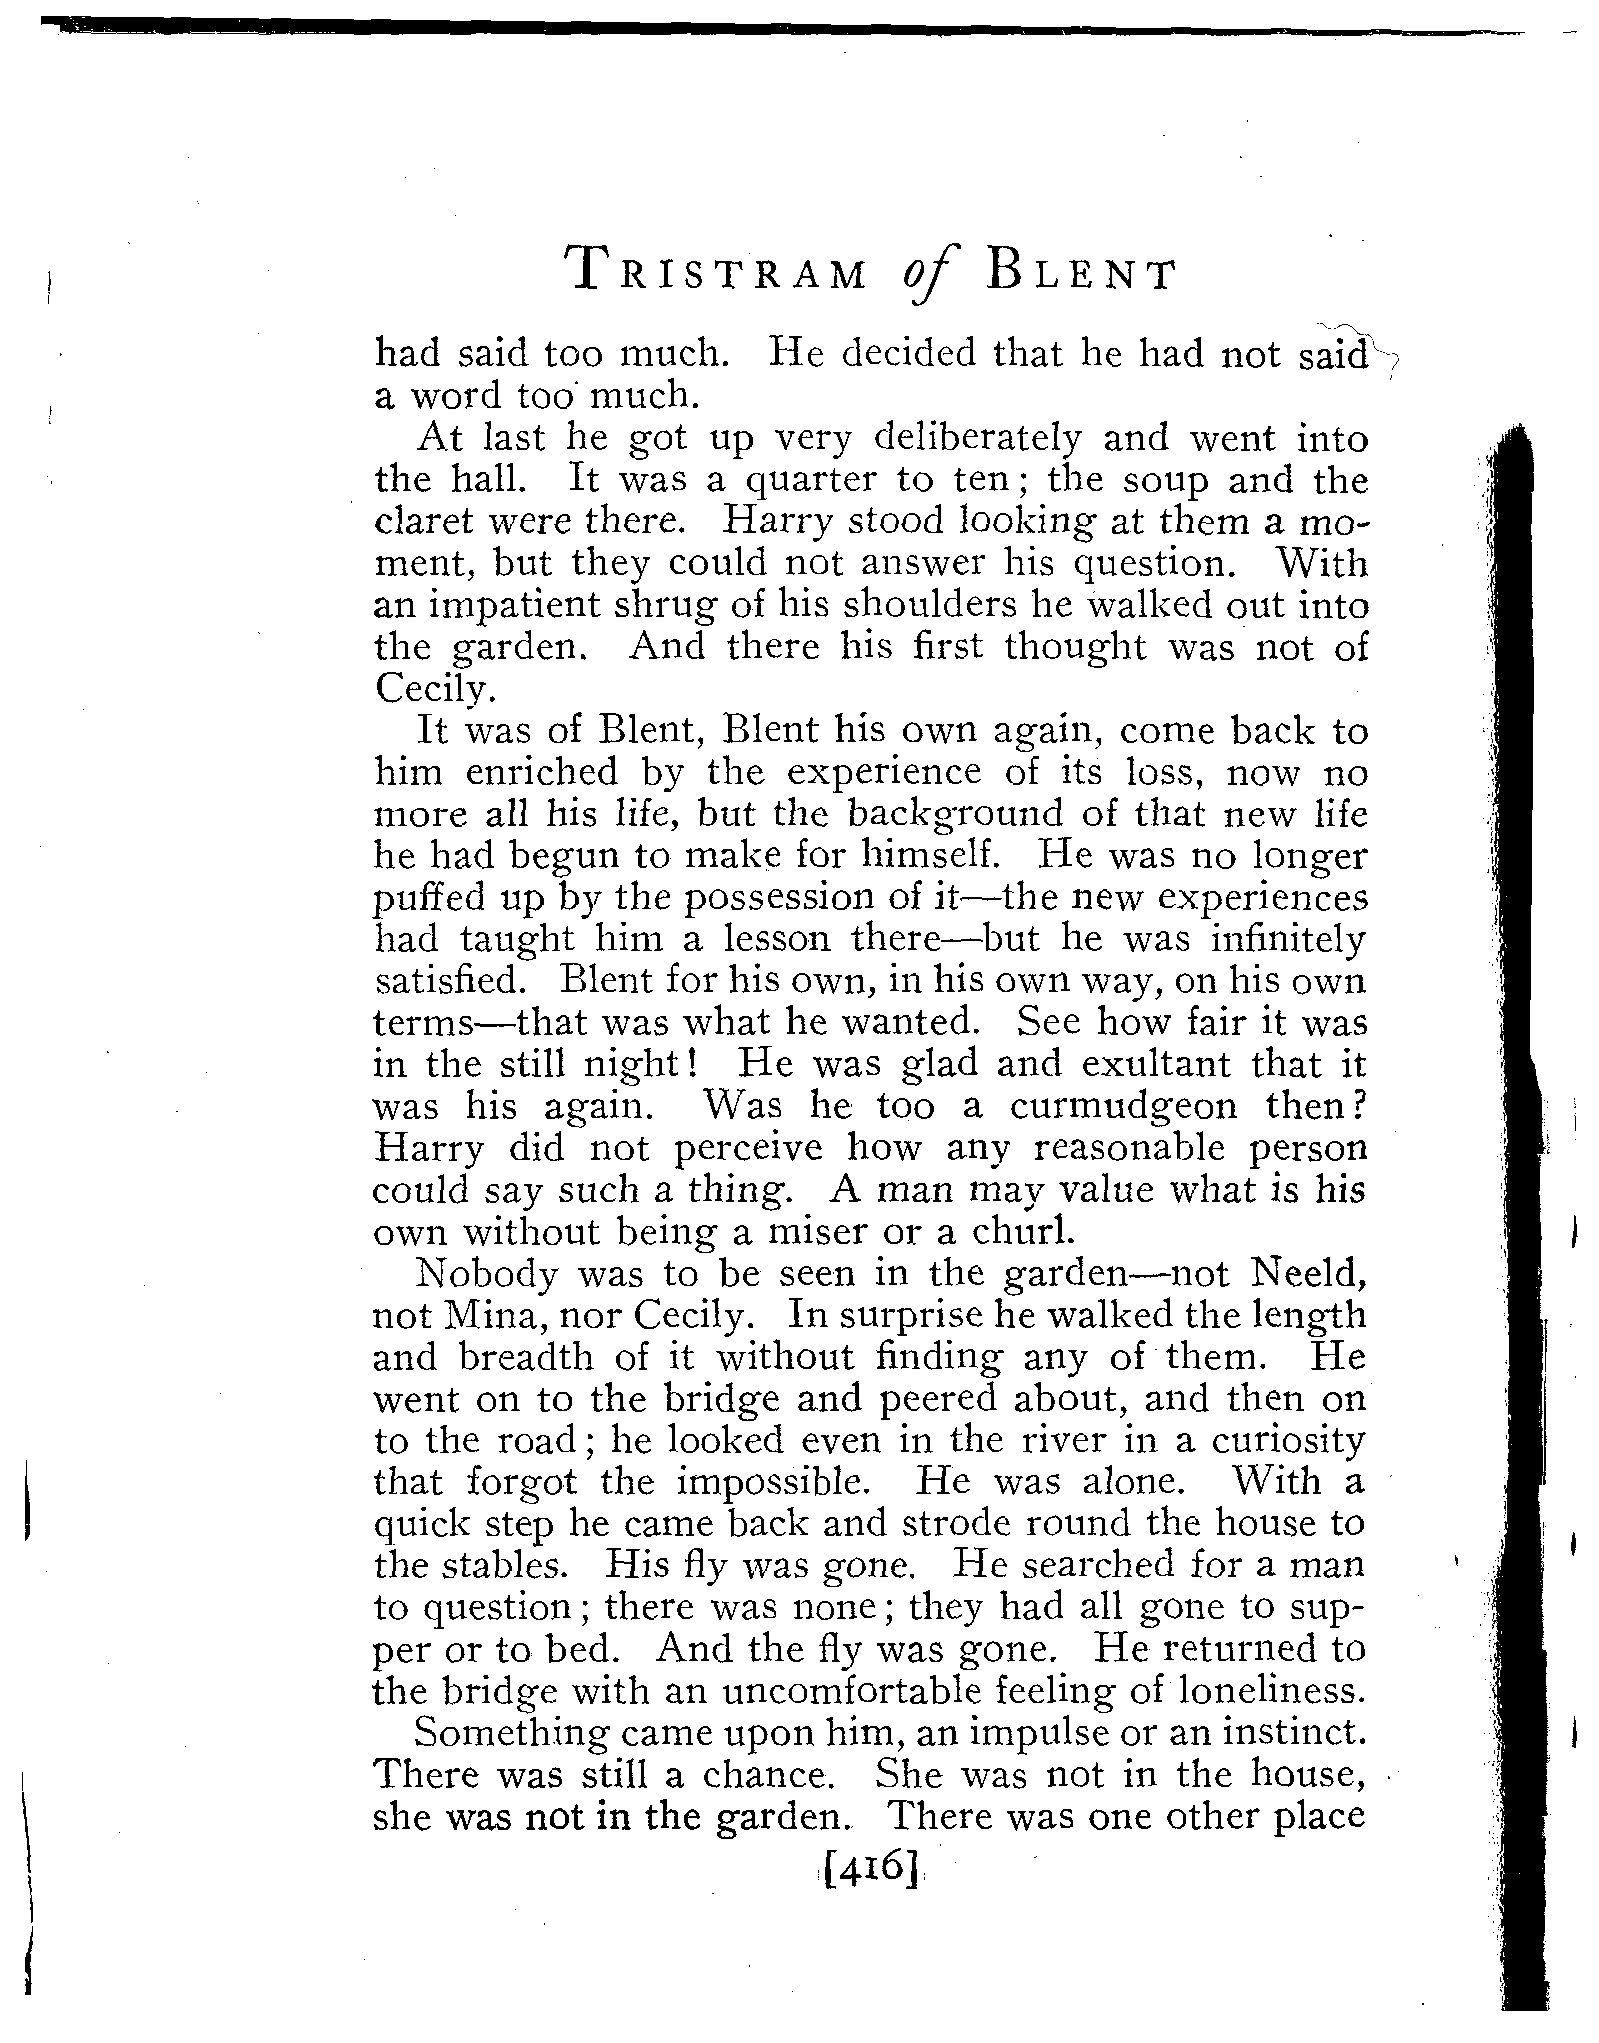 TRISTRAM of BLENT
had said too much. He decided that he had not said
a word too much.
At last he got up very deliberately and went into
the hall. It was a quarter to ten; the soup and the
claret were there. Harry stood looking at them a mo-
ment, but they could not answer his question. With
an impatient shrug of his shoulders he walked out into
the garden. And there his first thought was not of
Cecily.
It was of Blent, Blent his own again, come back to
him enriched by the experience of its loss, now no
more all his life, but the background of that new life
he had begun to make for himself. He was no longer
puffed up by the possession of it—the new experiences
had taught him a lesson there—but he was infinitely
satisfied. Blent for his own, in his own way, on his own
terms—that was what he wanted. See how fair it was
in the still night! He was glad and exultant that it
was his again. Was he too a curmudgeon then?
Harry did not perceive how any reasonable person
could say such a thing. A man may value what is his
own without being a miser or a churl.
Nobody was to be seen in the garden—not Neeld,
not Mina, nor Cecily. In surprise he walked the length
and breadth of it without finding any of them. He
went on to the bridge and peered about, and then on
to the road; he looked even in the river in a curiosity
that forgot the impossible. He was alone. With a
quick step he came back and strode round the house to
the stables. His fly was gone. He searched for a man
to question; there was none; they had all gone to sup-
per or to bed. And the fly was gone. He returned to
the bridge with an uncomfortable feeling of loneliness.
Something came upon him, an impulse or an instinct.
There was still a chance. She was not in the house,
she was not in the garden. There was one other place
[416]